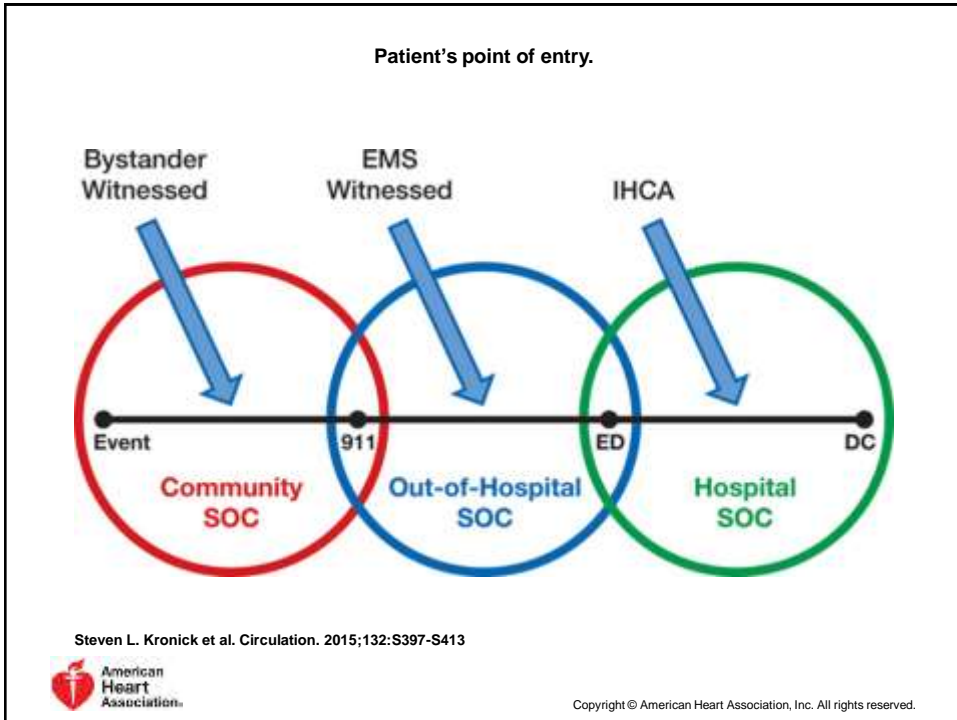 Patient's point of entry.
Bystander
Witnessed
EMS
Witnessed
IHCA
Event
911
ED
DC
Community
SOC
Out-of-Hospital
SOC
Hospital
SOC
Steven L. Kronick et al. Circulation. 2015;132:S397-S413
American
Heart
Association®
Copyright © American Heart Association, Inc. All rights reserved.